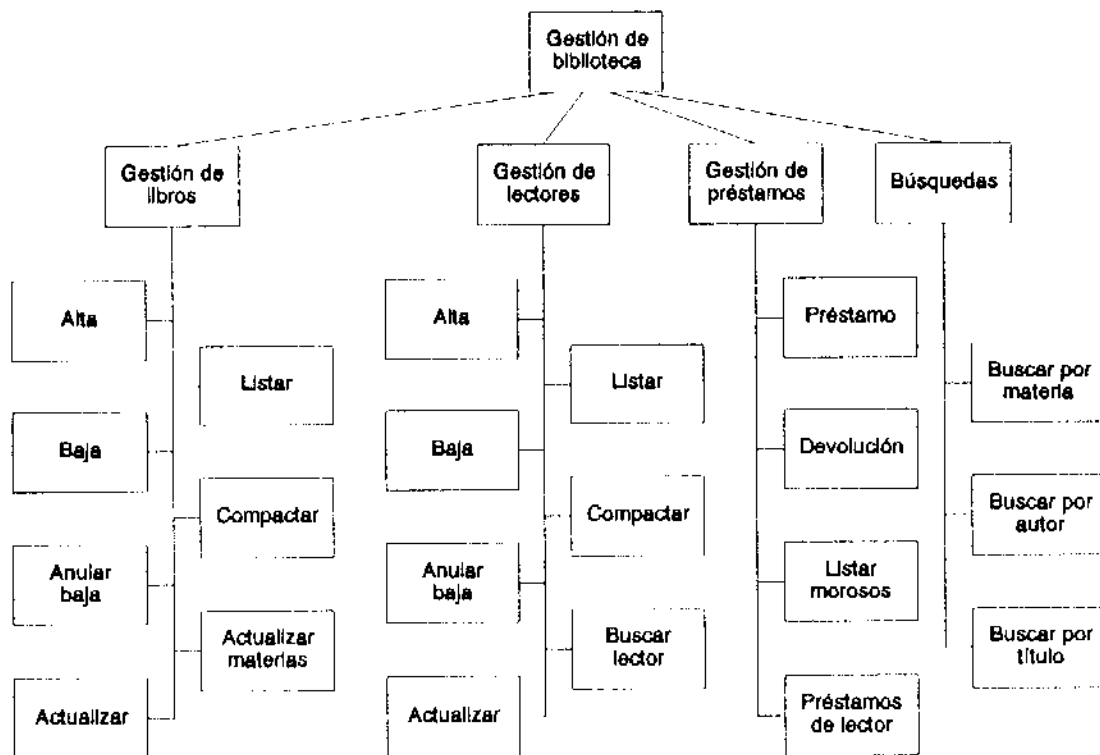 Gestión de
biblioteca
Gestión de
libros
Gestión de
lectores
Gestión de
préstamos
Búsquedas
Alta
Listar
Baja
Compactar
Anular
baja
Actualizar
materias
Actualizar
Alta
Listar
Baja
Compactar
Anular
baja
Buscar
lector
Actualizar
Préstamo
Devolución
Listar
morosos
Préstamos
de lector
Buscar por
materia
Buscar por
autor
Buscar por
título